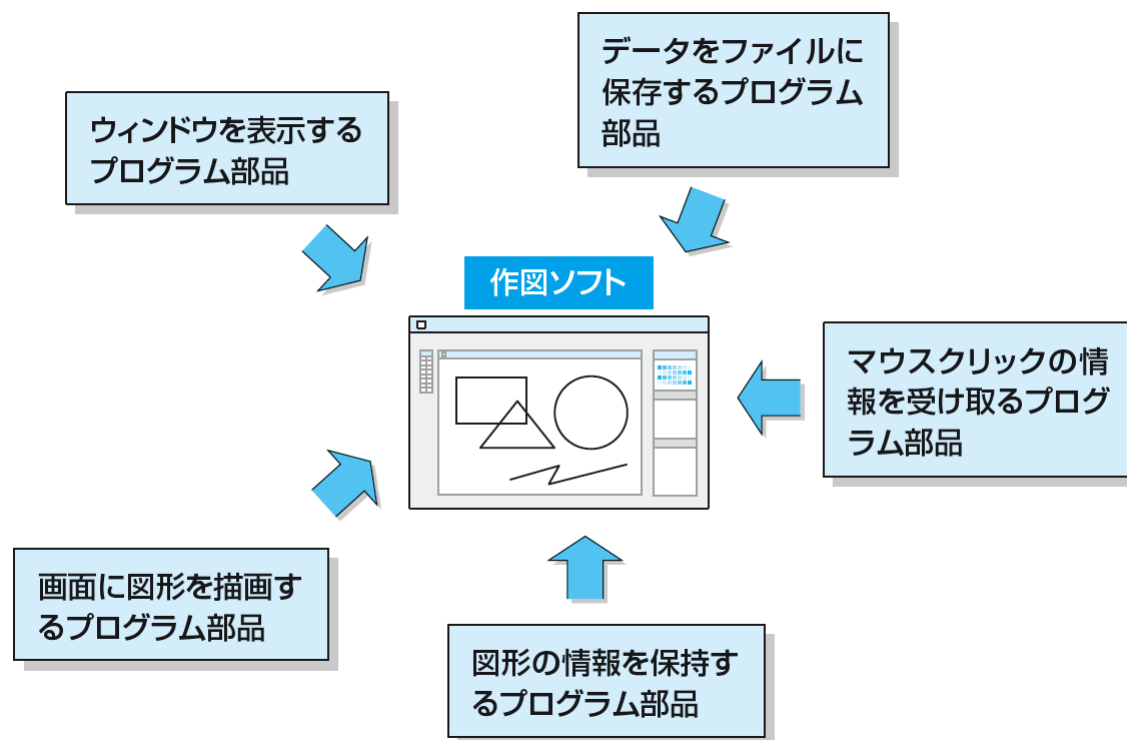 データをファイルに
保存するプログラム
部品
ウィンドウを表示する
プログラム部品
作図ソフト
マウスクリックの情
報を受け取るプログ
ラム部品
画面に図形を描画す
るプログラム部品
図形の情報を保持す
るプログラム部品